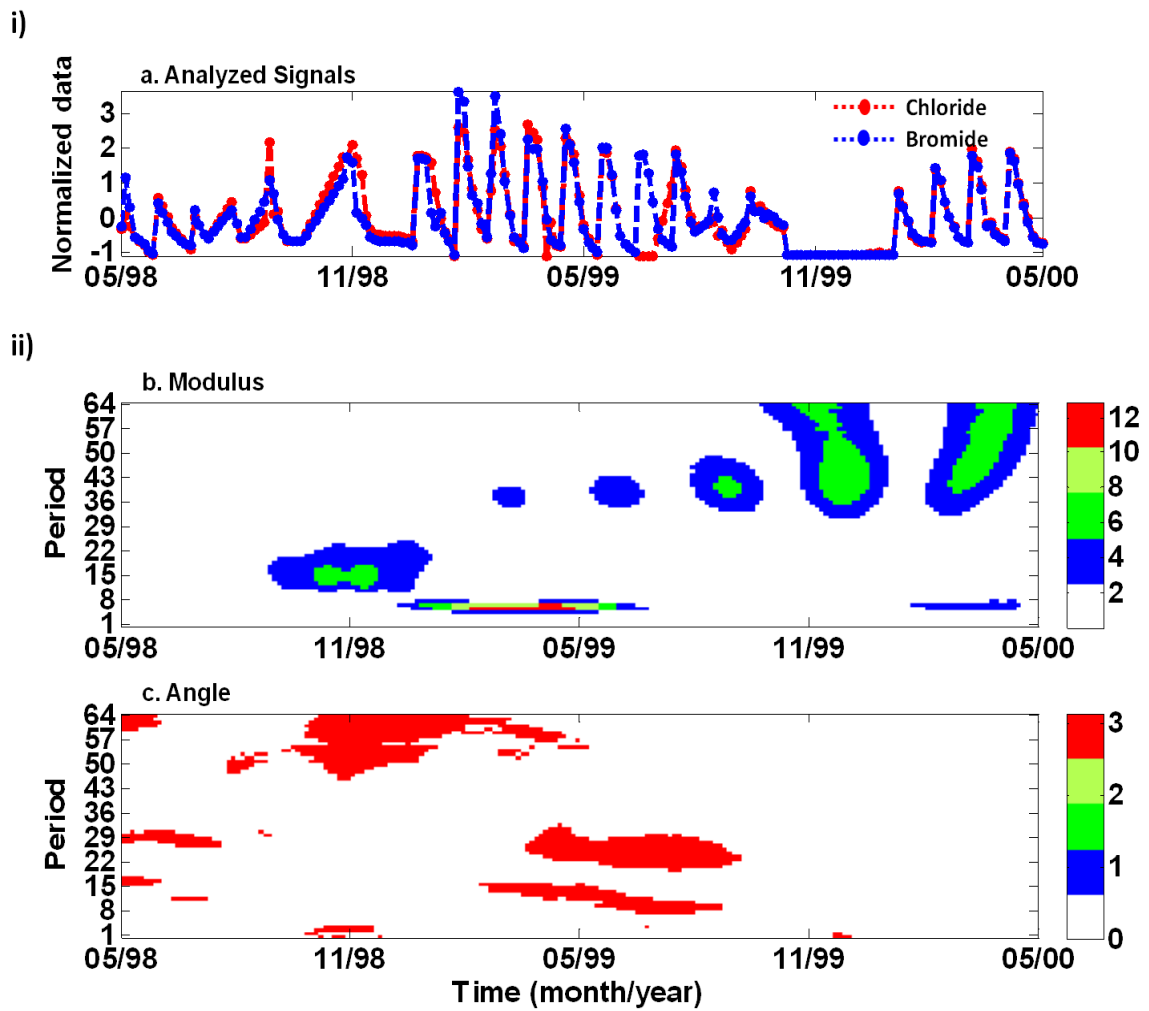 i)
a. Analyzed Signals
Normalized data
3
2
1
0
-1
Chloride
Bromide
05/98 11/98 05/99 11/99 05/00
ii)
b. Modulus
Period
64
57
50
43
36
29
22
15
8
1
12
10
8
6
4
2
05/98 11/98 05/99 11/99 05/00
c. Angle
Period
64
57
50
43
36
29
22
15
8
1
3
2
1
0
05/98 11/98 05/99 11/99 05/00
Time (month/year)